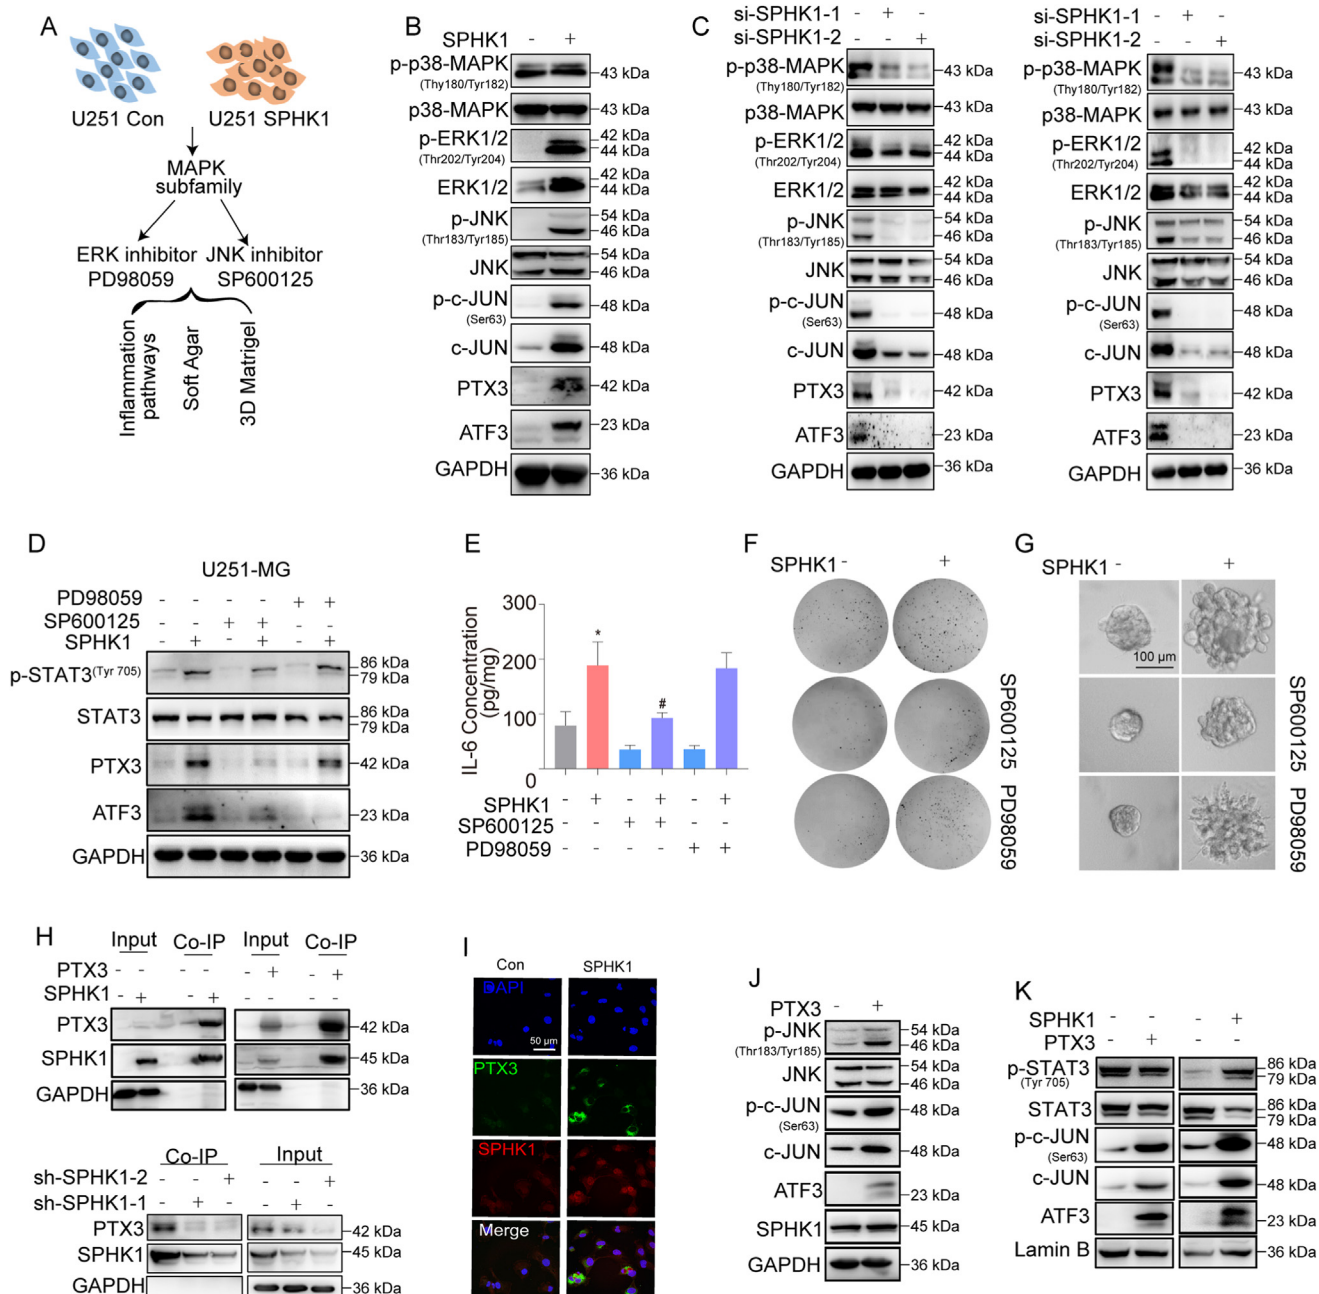 A
U251 Con
U251 SPHK1
MAPK
subfamily
ERK inhibitor
PD98059
JNK inhibitor
SP600125
Inflammation
pathways
Soft Agar
3D Matrigel
B
SPHK1 - +
p-p38-MAPK
(Thy180/Tyr182)
43 kDa
p38-MAPK
43 kDa
p-ERK1/2
(Thr202/Tyr204)
42 kDa
44 kDa
ERK1/2
42 kDa
44 kDa
p-JNK
(Thr183/Tyr185)
54 kDa
46 kDa
JNK
54 kDa
46 kDa
p-c-JUN
(Ser63)
48 kDa
c-JUN
48 kDa
PTX3
42 kDa
ATF3
23 kDa
GAPDH
36 kDa
C
si-SPHK1-1 - +
si-SPHK1-2 - +
p-p38-MAPK
(Thy180/Tyr182)
43 kDa
p38-MAPK
43 kDa
p-ERK1/2
(Thr202/Tyr204)
42 kDa
44 kDa
ERK1/2
42 kDa
44 kDa
p-JNK
(Thr183/Tyr185)
54 kDa
46 kDa
JNK
54 kDa
46 kDa
p-c-JUN
(Ser63)
48 kDa
c-JUN
48 kDa
PTX3
42 kDa
ATF3
23 kDa
GAPDH
36 kDa
si-SPHK1-1 - +
si-SPHK1-2 - +
p-p38-MAPK
(Thy180/Tyr182)
43 kDa
p38-MAPK
43 kDa
p-ERK1/2
(Thr202/Tyr204)
42 kDa
44 kDa
ERK1/2
42 kDa
44 kDa
p-JNK
(Thr183/Tyr185)
54 kDa
46 kDa
JNK
54 kDa
46 kDa
p-c-JUN
(Ser63)
48 kDa
c-JUN
48 kDa
PTX3
42 kDa
ATF3
23 kDa
GAPDH
36 kDa
D
U251-MG
PD98059 - - - - + +
SP600125 - - + + - -
SPHK1 - + - + - +
p-STAT3(Tyr 705)
86 kDa
79 kDa
STAT3
86 kDa
79 kDa
PTX3
42 kDa
ATF3
23 kDa
GAPDH
36 kDa
E
IL-6 Concentration
(pg/mg)
300
200
100
0
*
#
SPHK1 - + - + - +
SP600125 - - + + - -
PD98059 - - - - + +
F
SPHK1 - +
SP600125
PD98059
G
SPHK1 - +
100 µm
SP600125
PD98059
H
Input Co-IP Input Co-IP
PTX3 - - - - - + - +
SPHK1 - + - +
PTX3
42 kDa
SPHK1
45 kDa
GAPDH
36 kDa
Co-IP Input
sh-SPHK1-2 - - + - - +
sh-SPHK1-1 - + - - + -
PTX3
42 kDa
SPHK1
45 kDa
GAPDH
36 kDa
I
Con SPHK1
DAPI
50 µm
PTX3
SPHK1
Merge
J
PTX3 - +
p-JNK
(Thr183/Tyr185)
54 kDa
46 kDa
JNK
54 kDa
46 kDa
p-c-JUN
(Ser63)
48 kDa
c-JUN
48 kDa
ATF3
23 kDa
SPHK1
45 kDa
GAPDH
36 kDa
K
SPHK1 - +
PTX3 - +
p-STAT3
(Tyr 705)
86 kDa
79 kDa
STAT3
86 kDa
79 kDa
p-c-JUN
(Ser63)
48 kDa
c-JUN
48 kDa
ATF3
23 kDa
Lamin B
36 kDa